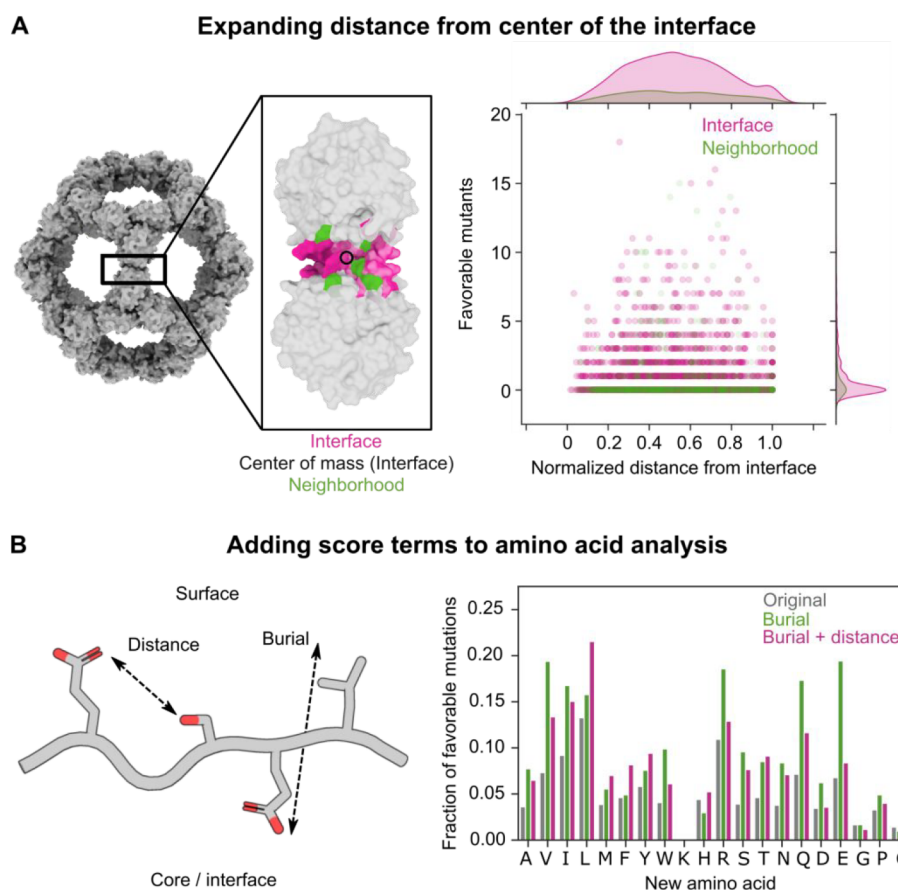 A
Expanding distance from center of the interface
Interface
Center of mass (Interface)
Neighborhood
Interface
Neighborhood
Favorable mutants
20
15
10
5
0
0 0.2 0.4 0.6 0.8 1.0
Normalized distance from interface
B
Adding score terms to amino acid analysis
Surface
Distance
Burial
Core / interface
Original
Burial
Burial + distance
Fraction of favorable mutations
0.25
0.20
0.15
0.10
0.05
0.00
A V I L M F Y W K H R S T N Q D E G P
New amino acid